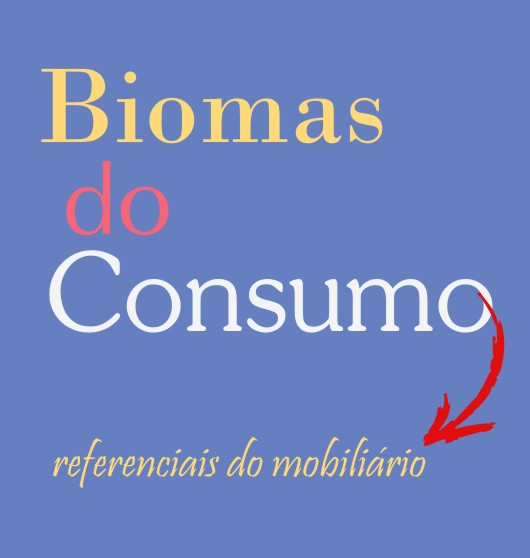 Biomas
do
Consumo
referenciais do mobiliário